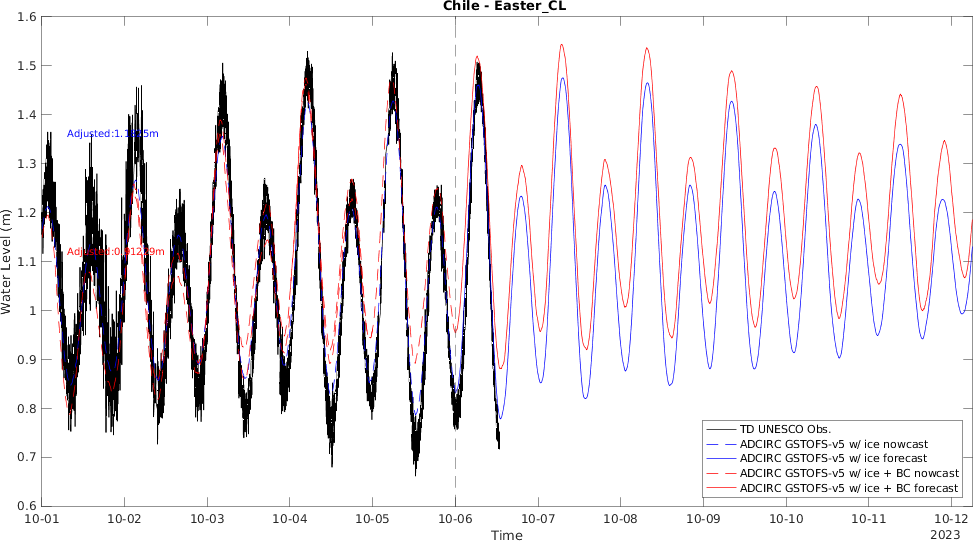 Chile - Easter_CL
1.6
1.5
1.4
1.3
1.2
1.1
1
0.9
0.8
0.7
0.6
Water Level (m)
TD UNESCO Obs.
ADCIRC GSTOFS-v5 w/ ice nowcast
ADCIRC GSTOFS-v5 w/ ice forecast
ADCIRC GSTOFS-v5 w/ ice + BC nowcast
ADCIRC GSTOFS-v5 w/ ice + BC forecast
10-01 10-02 10-03 10-04 10-05 10-06 10-07 10-08 10-09 10-10 10-11 10-12
Time
2023